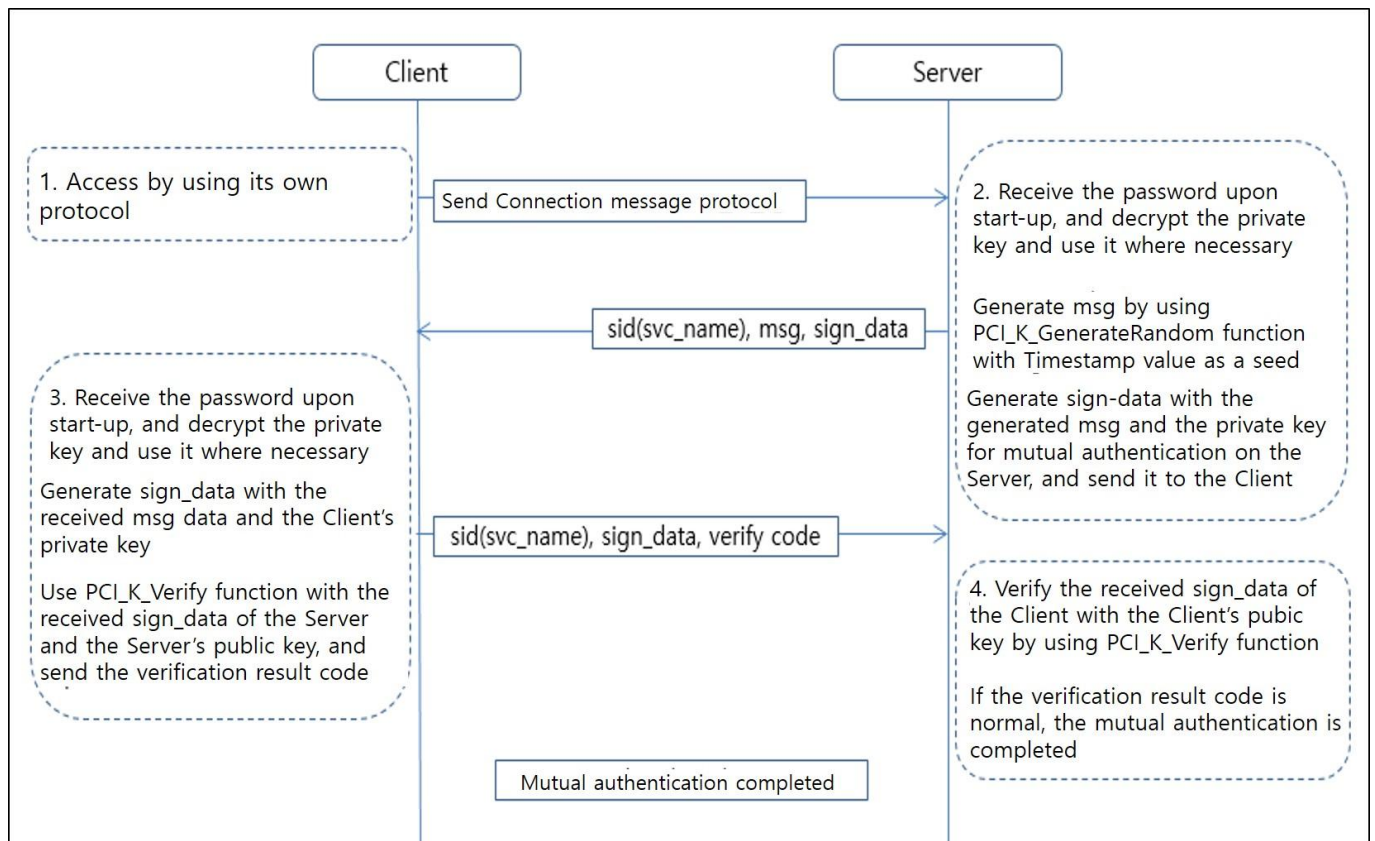 Client
Server
1. Access by using its own
protocol
Send Connection message protocol
2. Receive the password upon
start-up, and decrypt the private
key and use it where necessary
Generate msg by using
PCI_K_GenerateRandom function
with Timestamp value as a seed
Generate sign-data with the
generated msg and the private key
for mutual authentication on the
Server, and send it to the Client
sid(svc_name), msg, sign_data
3. Receive the password upon
start-up, and decrypt the private
key and use it where necessary
Generate sign_data with the
received msg data and the Client's
private key
Use PCI_K_Verify function with the
received sign_data of the Server
and the Server's public key, and
send the verification result code
sid(svc_name), sign_data, verify code
4. Verify the received sign_data of
the Client with the Client's pubic
key by using PCI_K_Verify function
If the verification result code is
normal, the mutual authentication is
completed
Mutual authentication completed